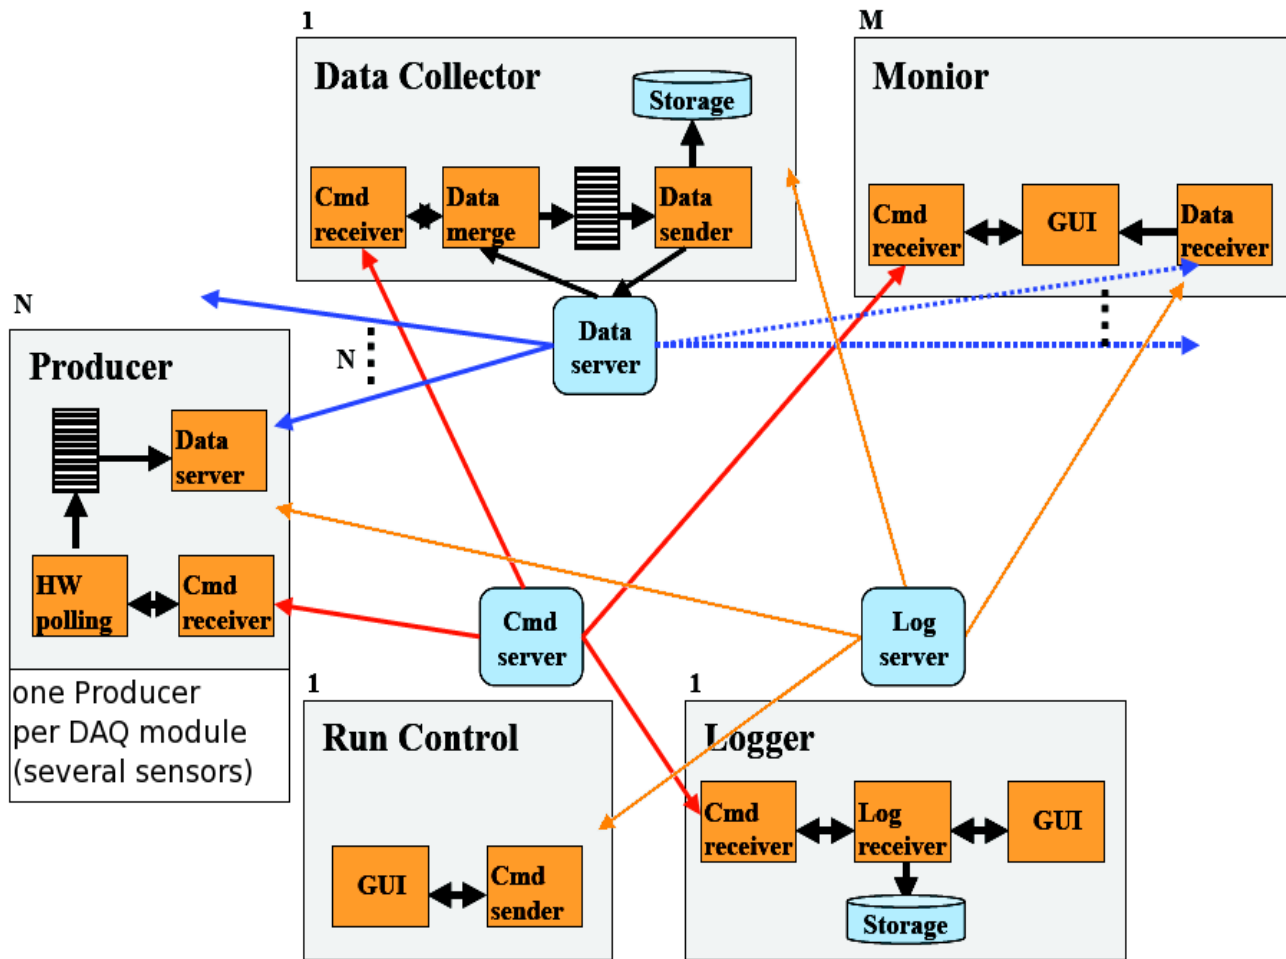 1
Data Collector
Storage
Cmd
receiver
Data
merge
Data
sender
M
Monior
Cmd
receiver
GUI
Data
receiver
N
Producer
Data
server
HW
polling
Cmd
receiver
one Producer
per DAQ module
(several sensors)
N
Data
server
Cmd
server
Log
server
1
Run Control
GUI
Cmd
sender
1
Logger
Cmd
receiver
Log
receiver
GUI
Storage